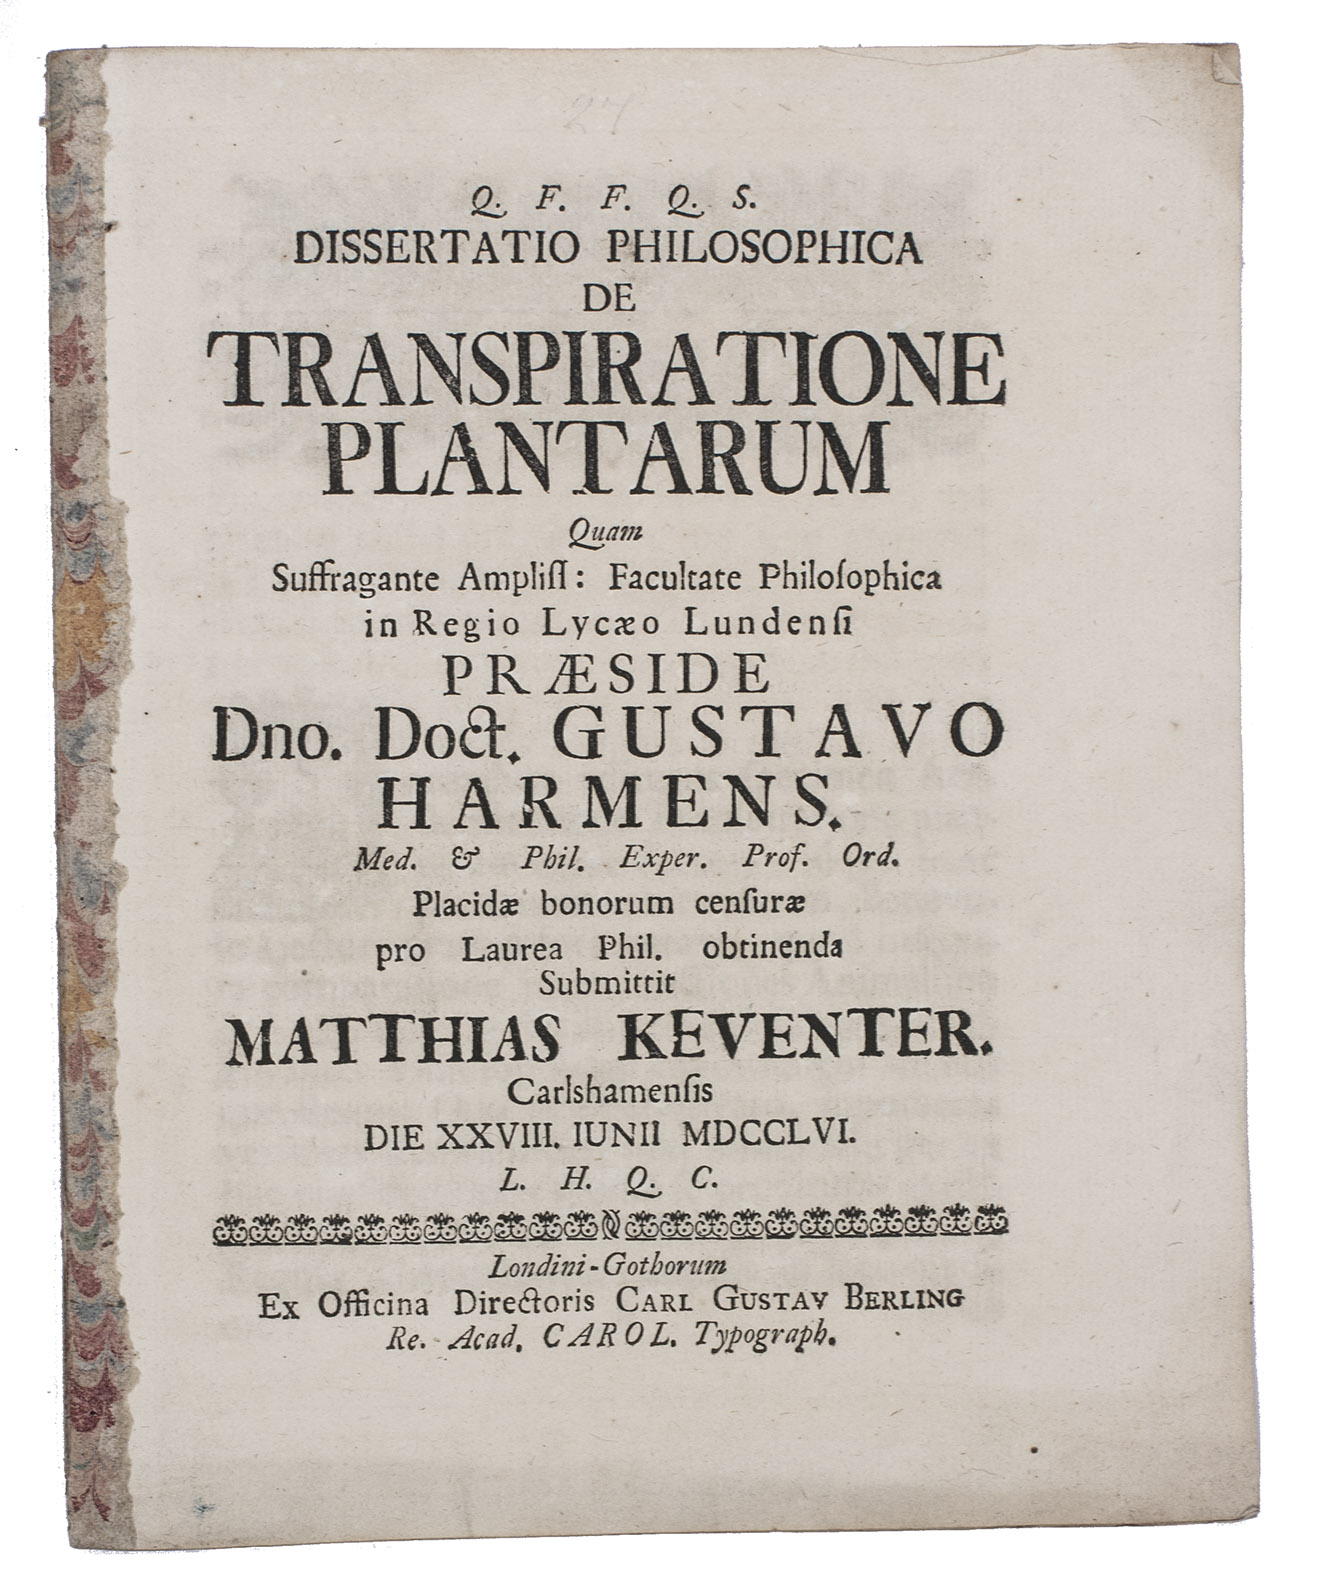 Q. F. F. Q. S.
DISSERTATIO PHILOSOPHICA
DE
TRANSPIRATIONE
PLANTARUM
Quam
Suffragante Ampliſſ: Facultate Philoſophica
in Regio Lycæo Lundenſi
PRÆSIDE
Dno. Doct. GUSTAVO
HARMENS.
Med. & Phil. Exper. Prof. Ord.
Placidæ bonorum cenſuræ
pro Laurea Phil. obtinenda
Submittit
MATTHIAS KEVENTER.
Carlshamenſis
DIE XXVIII. IUNII MDCCLVI.
L. H. Q. C.
Londini-Gothorum
Ex Officina Directoris CARL GUSTAV BERLING
Re. Acad. CAROL. Typograph.